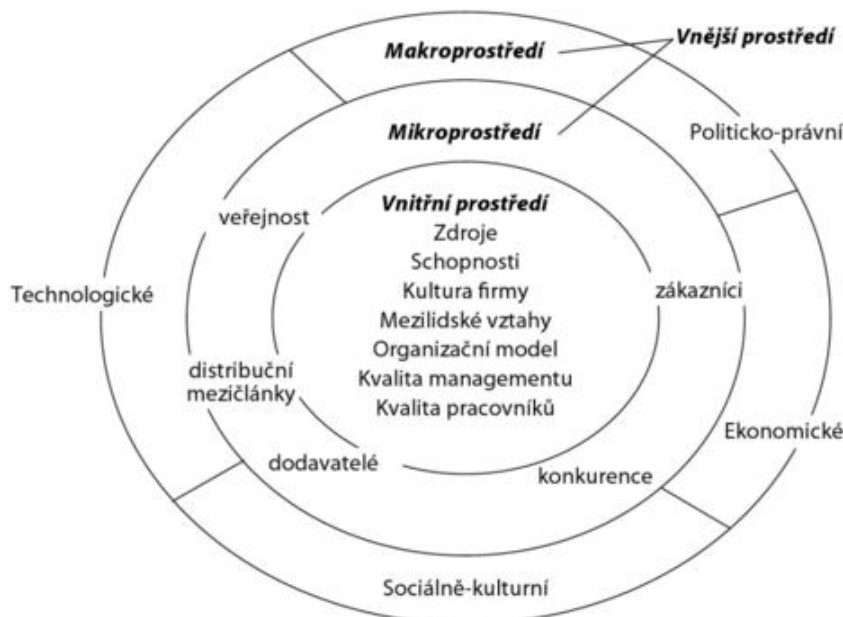 Makroprostředí
Vnější prostředí
Mikroprostředí
Politicko-právní
Vnitřní prostředí
veřejnost
Zdroje
Schopnosti
Technologické
Kultura firmy
zákazníci
Mezilidské vztahy
Organizační model
distribuční
mezičlánky
Kvalita managementu
Kvalita pracovníků
Ekonomické
dodavatelé
konkurence
Sociálně-kulturní